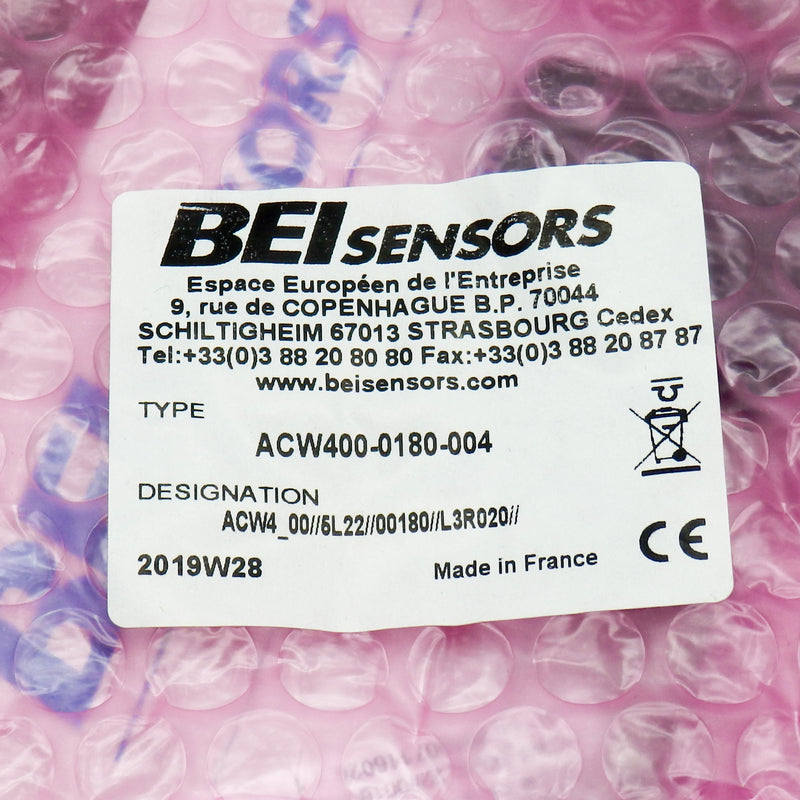 BEI SENSORS
Espace Européen de l'Entreprise
9, rue de COPENHAGUE B.P. 70044
SCHILTIGHEIM 67013 STRASBOURG Cedex
Tel:+33(0)3 88 20 80 80 Fax:+33(0)3 88 20 87 87
www.beisensors.com
TYPE
ACW400-0180-004
DESIGNATION
ACW4_00//5L22//00180//L3R020//
2019W28
Made in France
CE